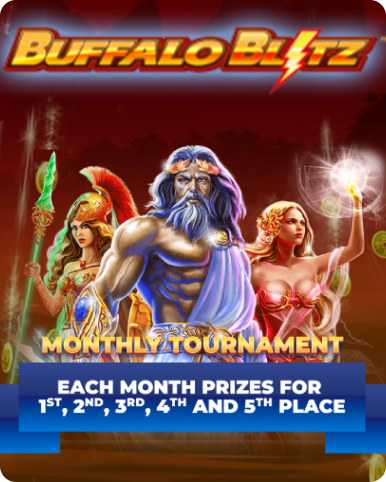 BUFFALO BLITZ
MONTHLY TOURNAMENT
EACH MONTH PRIZES FOR
1ST, 2ND, 3RD, 4TH AND 5TH PLACE